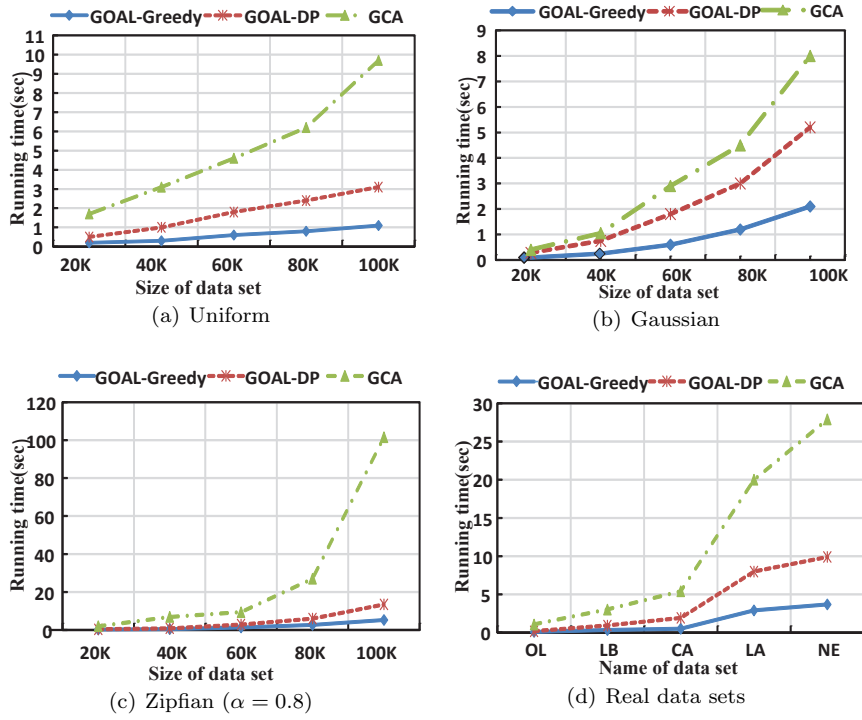 GOAL-Greedy GOAL-DP GCA
Running time(sec)
11
10
9
8
7
6
5
4
3
2
1
0
20K 40K 60K 80K 100K
Size of data set
(a) Uniform
GOAL-Greedy GOAL-DP GCA
Running time(sec)
9
8
7
6
5
4
3
2
1
0
20K 40K 60K 80K 100K
Size of data set
(b) Gaussian
GOAL-Greedy GOAL-DP GCA
Running time(sec)
120
100
80
60
40
20
0
20K 40K 60K 80K 100K
Size of data set
(c) Zipfian (α = 0.8)
GOAL-Greedy GOAL-DP GCA
Running time(sec)
30
25
20
15
10
5
0
OL LB CA LA NE
Name of data set
(d) Real data sets